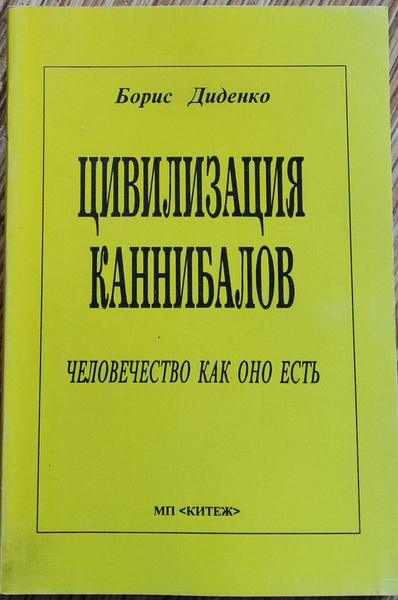 Борис Диденко
ЦИВИЛИЗАЦИЯ
КАННИБАЛОВ
ЧЕЛОВЕЧЕСТВО КАК ОНО ЕСТЬ
МП <КИТЕЖ>